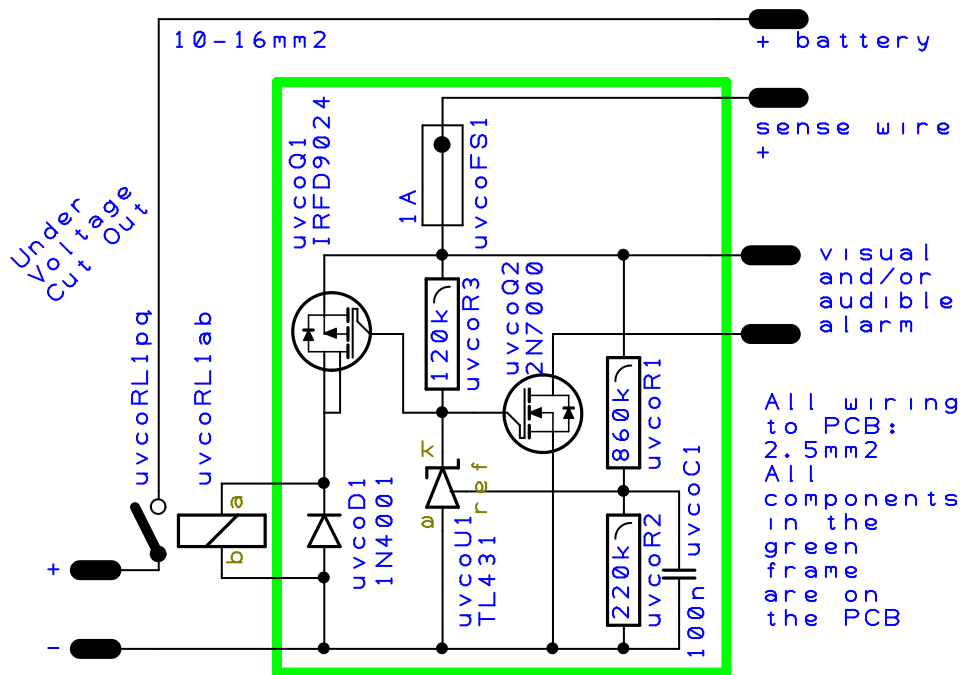 10-16mm2
+ battery
sense wire
+
Under
Voltage
Cut Out
uvcoQ1
IRFD9024
1A
uvcoFS1
visual
and/or
audible
alarm
120k
uvcoR3
uvcoQ2
2N7000
860k
uvcoR1
uvcoRL1pq
uvcoRL1ab
All wiring
to PCB:
2.5mm2
All
components
in the
green
frame
are on
the PCB
a
b
uvcoD1
1N4001
k
a
ref
uvcoU1
TL431
220k
uvcoR2
uvcoC1
100n
+
-